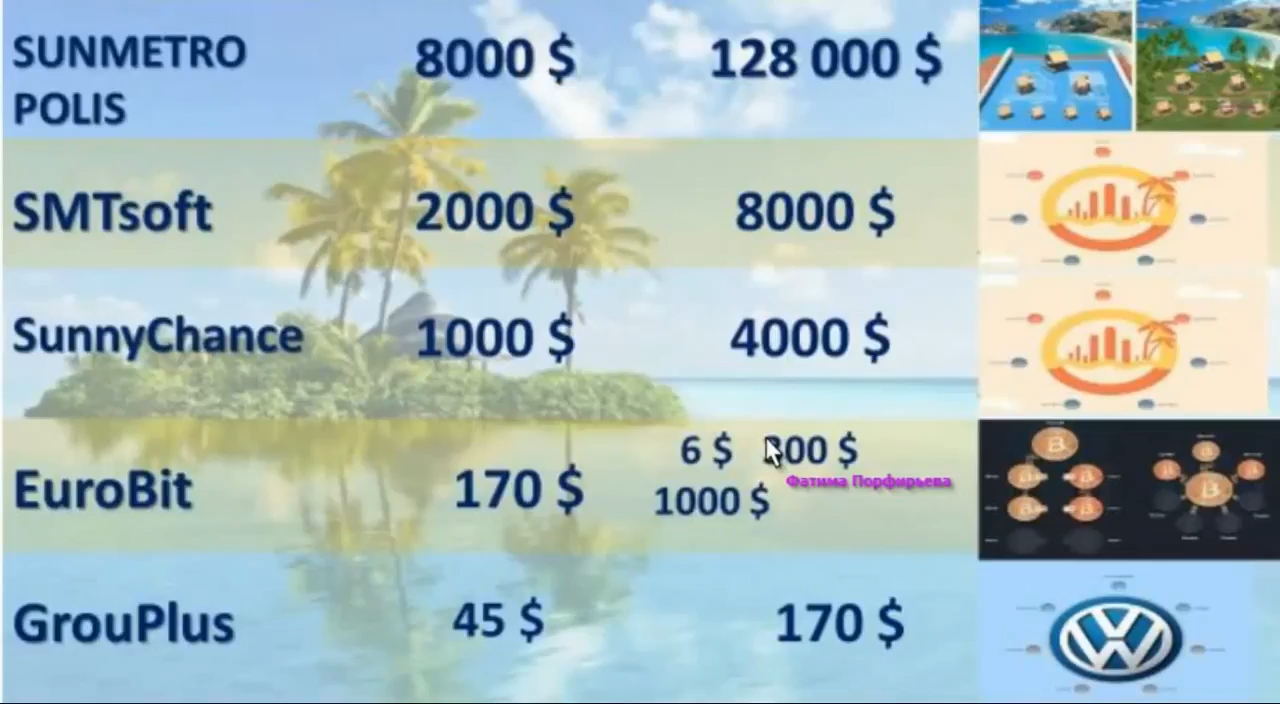 SUNMETRO 8000 $ 128 000 $
POLIS
SMTsoft 2000 $ 8000 $
SunnyChance 1000 $ 4000 $
6 $ 00 $
EuroBit 170 $
Фатима Порфирьева
1000 $
GrouPlus 45 $ 170 $